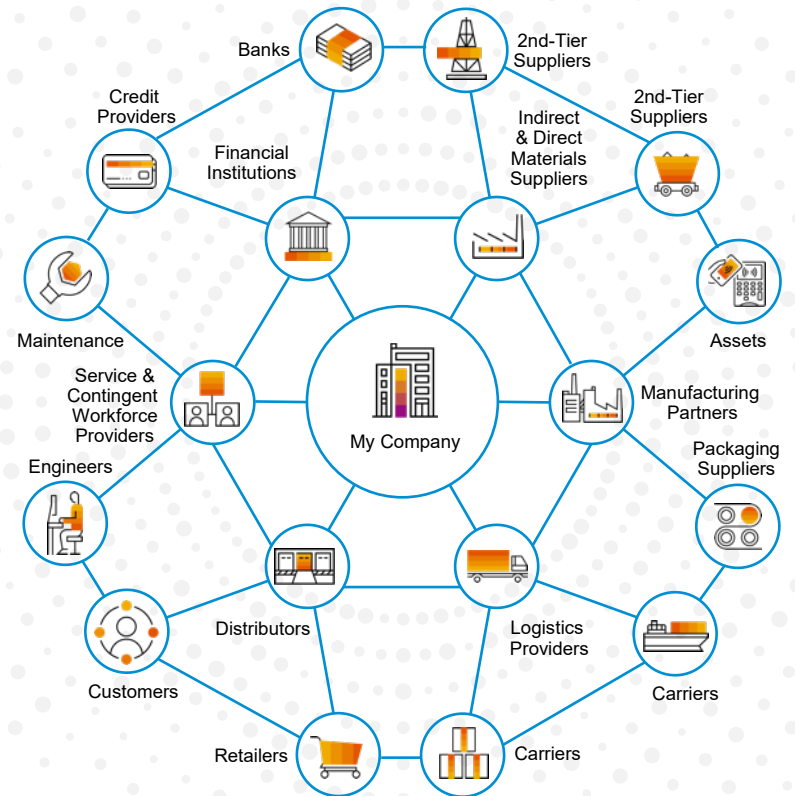 Banks
2nd-Tier
Suppliers
Credit
Providers
2nd-Tier
Suppliers
Financial
Institutions
Indirect
& Direct
Materials
Suppliers
Maintenance
Assets
Service &
Contingent
Workforce
Providers
My Company
Manufacturing
Partners
Engineers
Packaging
Suppliers
Distributors
Logistics
Providers
Customers
Carriers
Retailers
Carriers